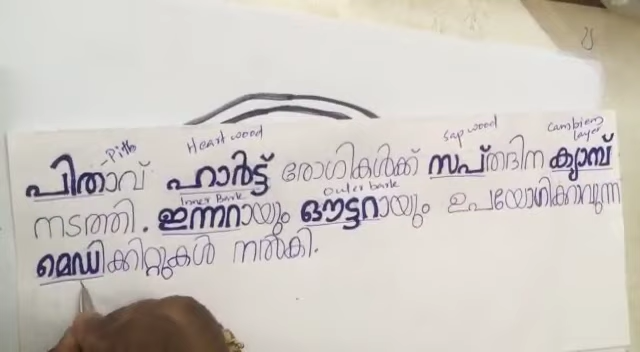 -Pith Heart wood Sap wood Cambium layer
പിതാവ് ഹാർട്ട് രോഗികൾക്ക് സപ്തദിന ക്യാമ്പ്
Inner Bark Outer bark
നടത്തി. ഇന്നറായും ഔട്ടറായും ഉപയോഗിക്കാവുന്ന
മെഡിക്കിറ്റുകൾ നൽകി.